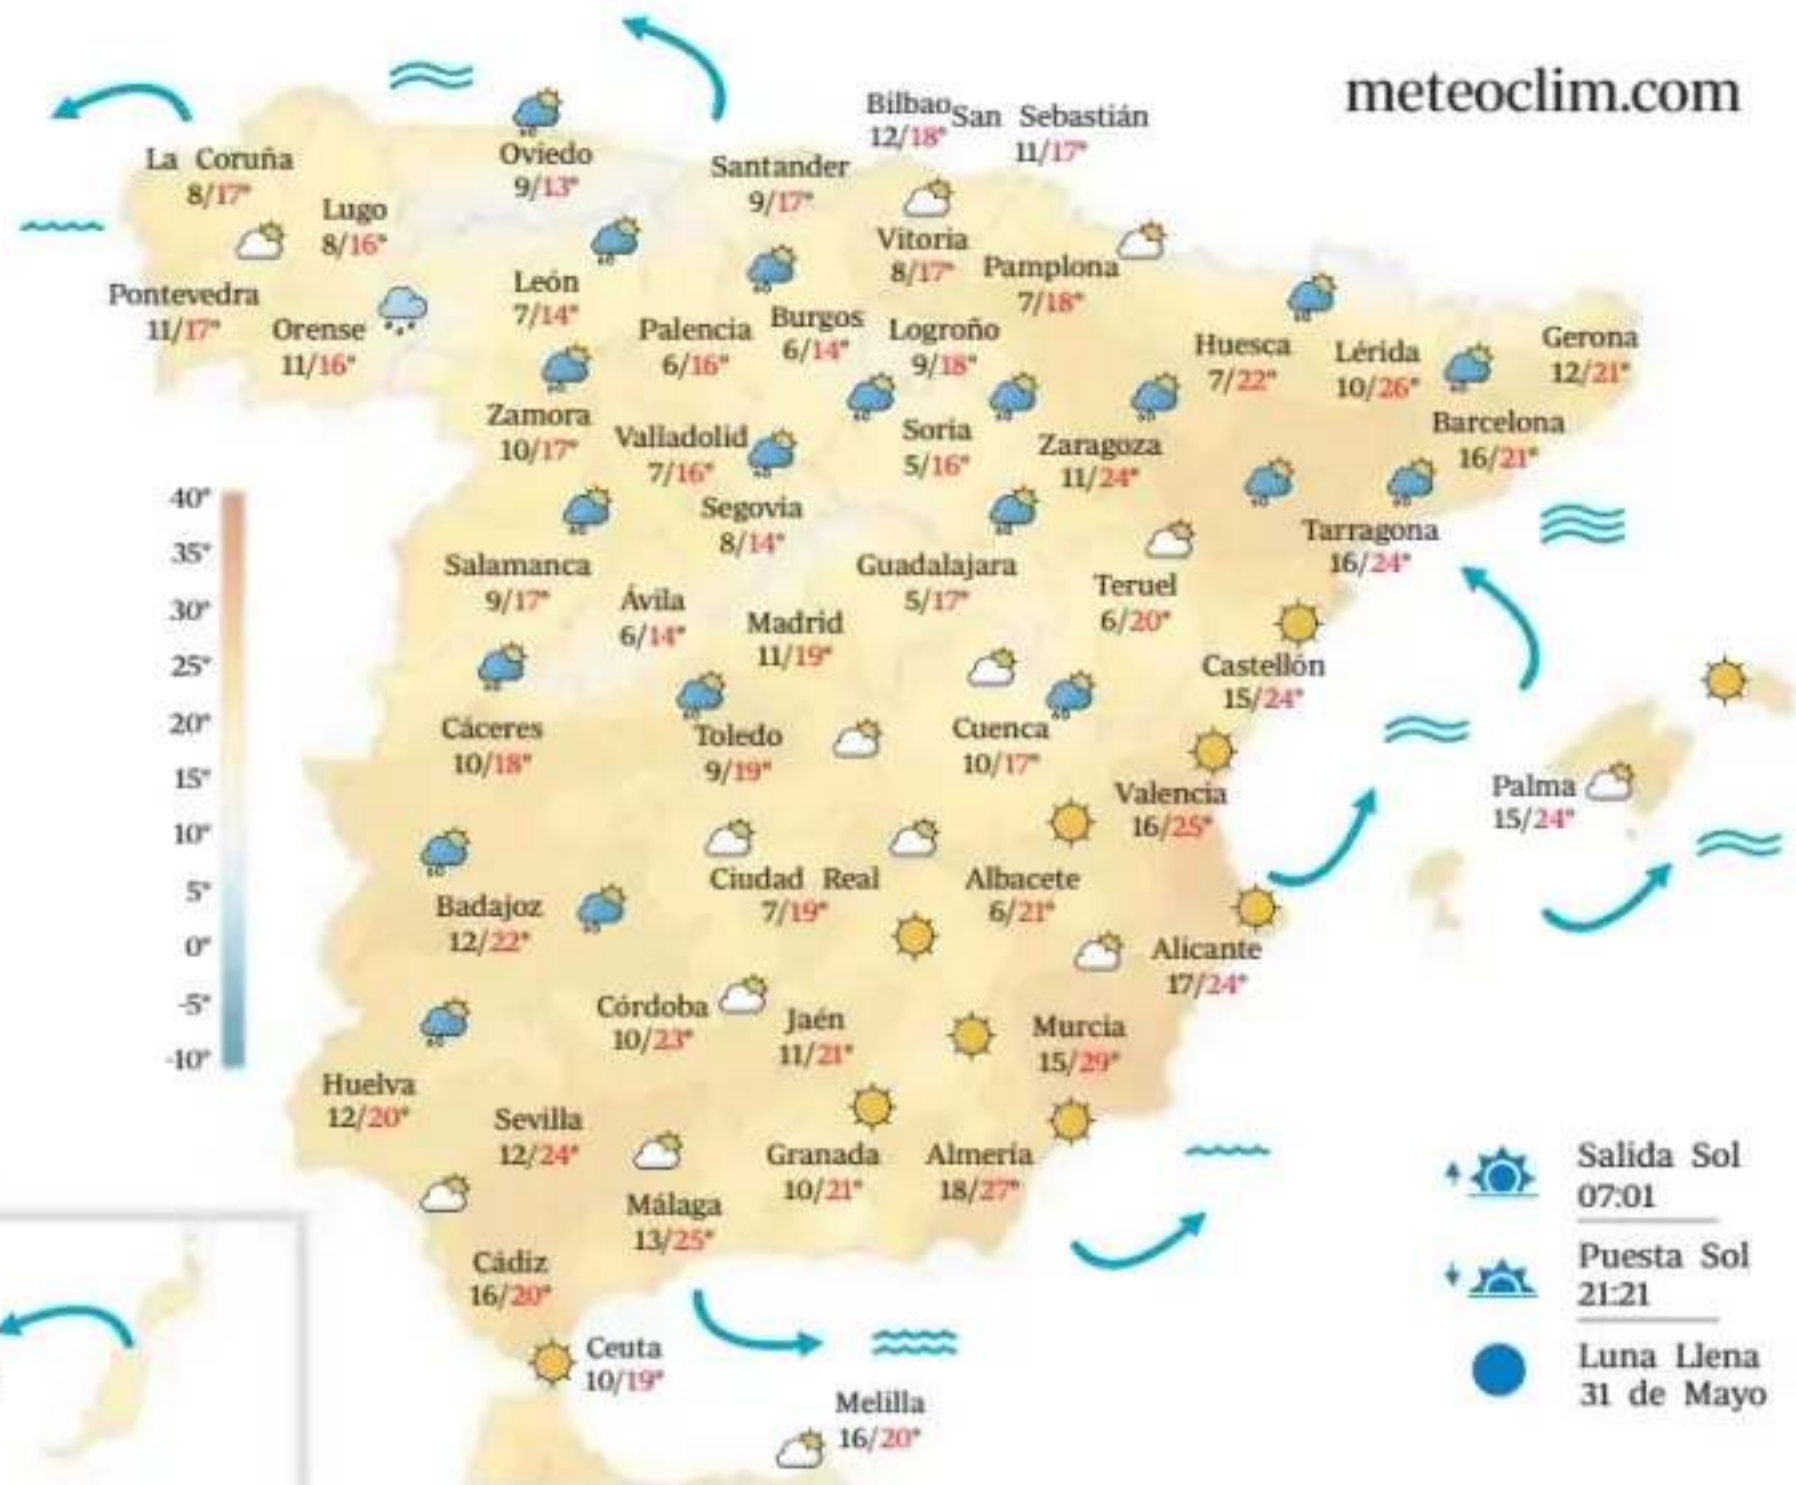 meteoclim.com
Bilbao
12/18°
San Sebastián
11/17°
La Coruña
8/17°
Oviedo
9/13°
Santander
9/17°
Lugo
8/16°
Vitoria
8/17°
Pamplona
7/18°
León
7/14°
Pontevedra
11/17°
Orense
11/16°
Palencia
6/16°
Burgos
6/14°
Logroño
9/18°
Huesca
7/22°
Lérida
10/26°
Gerona
12/21°
Zamora
10/17°
Valladolid
7/16°
Soria
5/16°
Zaragoza
11/24°
Barcelona
16/21°
Segovia
8/14°
Tarragona
16/24°
Salamanca
9/17°
Ávila
6/14°
Madrid
11/19°
Guadalajara
5/17°
Teruel
6/20°
Castellón
15/24°
Cáceres
10/18°
Toledo
9/19°
Cuenca
10/17°
Valencia
16/25°
Palma
15/24°
Badajoz
12/22°
Ciudad Real
7/19°
Albacete
6/21°
Alicante
17/24°
Córdoba
10/23°
Jaén
11/21°
Murcia
15/29°
Huelva
12/20°
Sevilla
12/24°
Málaga
13/25°
Granada
10/21°
Almería
18/27°
Cádiz
16/20°
Ceuta
10/19°
Melilla
16/20°
40°
35°
30°
25°
20°
15°
10°
5°
0°
-5°
-10°
Salida Sol
07:01
Puesta Sol
21:21
Luna Llena
31 de Mayo